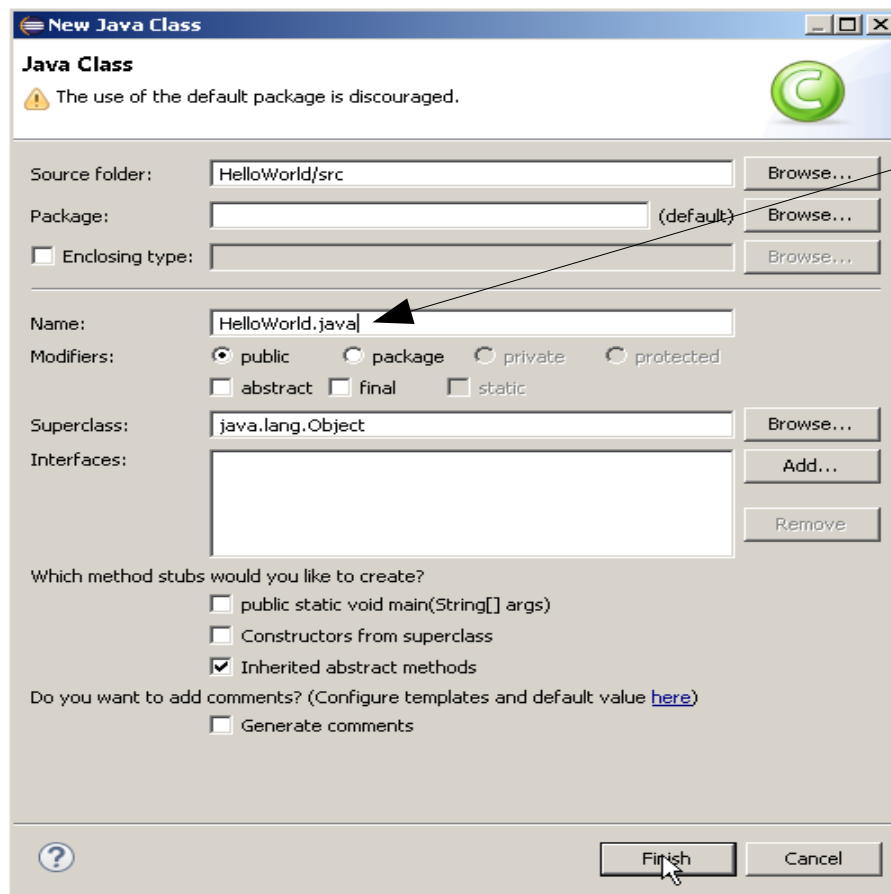 New Java Class
Java Class
The use of the default package is discouraged.
Source folder: HelloWorld/src Browse...
Package: (default) Browse...
Enclosing type: Browse...
Name: HelloWorld.java
Modifiers: public package private protected
abstract final static
Superclass: java.lang.Object Browse...
Interfaces: Add...
Remove
Which method stubs would you like to create?
public static void main(String[] args)
Constructors from superclass
Inherited abstract methods
Do you want to add comments? (Configure templates and default value here)
Generate comments
? Finish Cancel